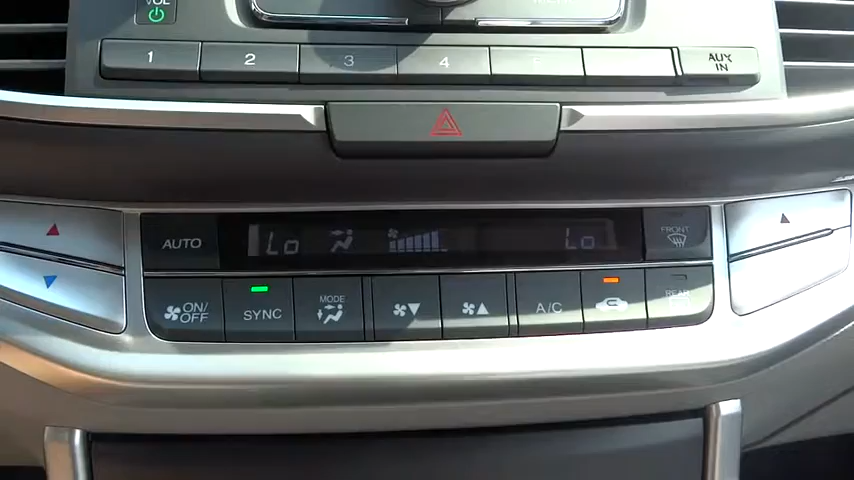 VOL
1 2 3 4 AUX IN
AUTO Lo Lo FRONT
ON/OFF SYNC MODE A/C REAR